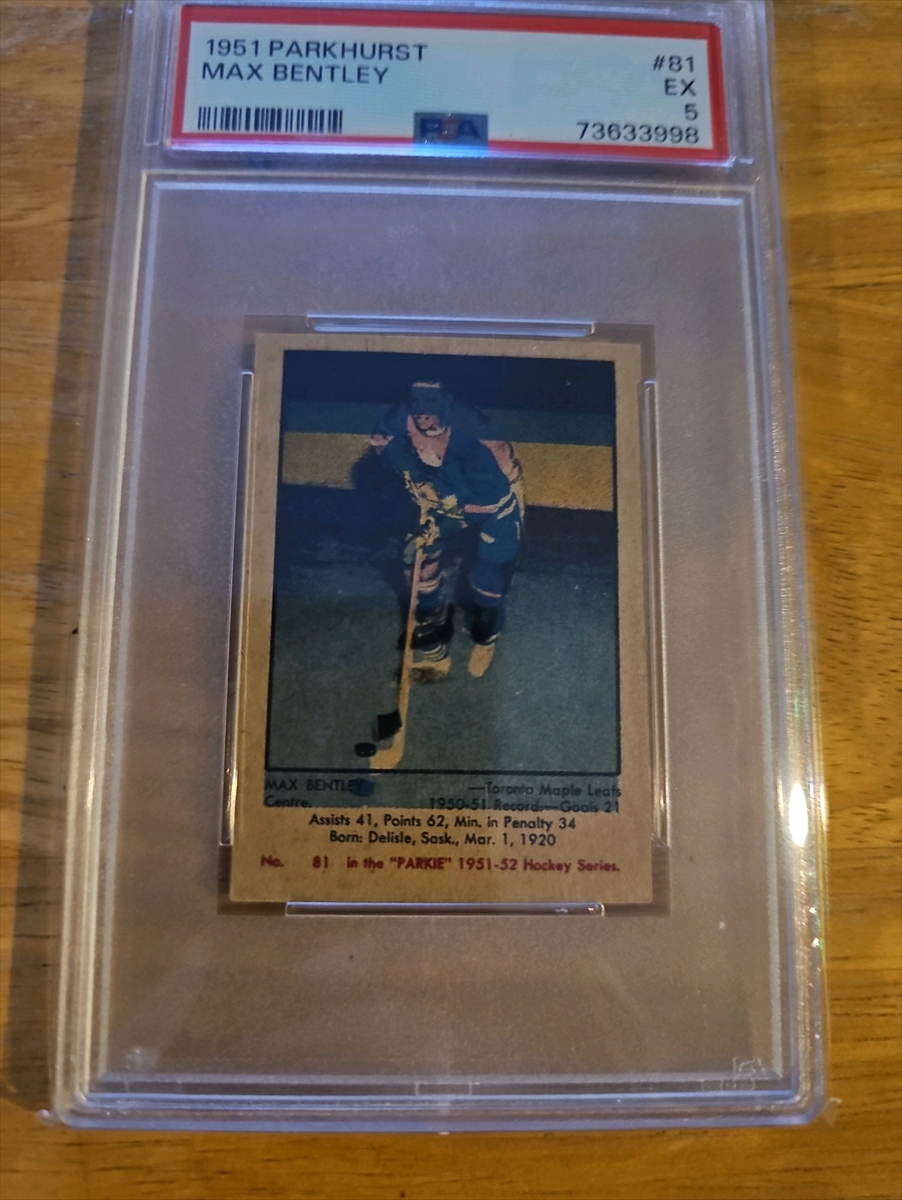 1951 PARKHURST #81
MAX BENTLEY EX
5
PSA 73633998
MAX BENTLEY —Toronto Maple Leafs
Centre. 1950-51 Record:—Goals 21
Assists 41, Points 62, Min. in Penalty 34
Born: Delisle, Sask., Mar. 1, 1920
No. 81 in the "PARKIE" 1951-52 Hockey Series.